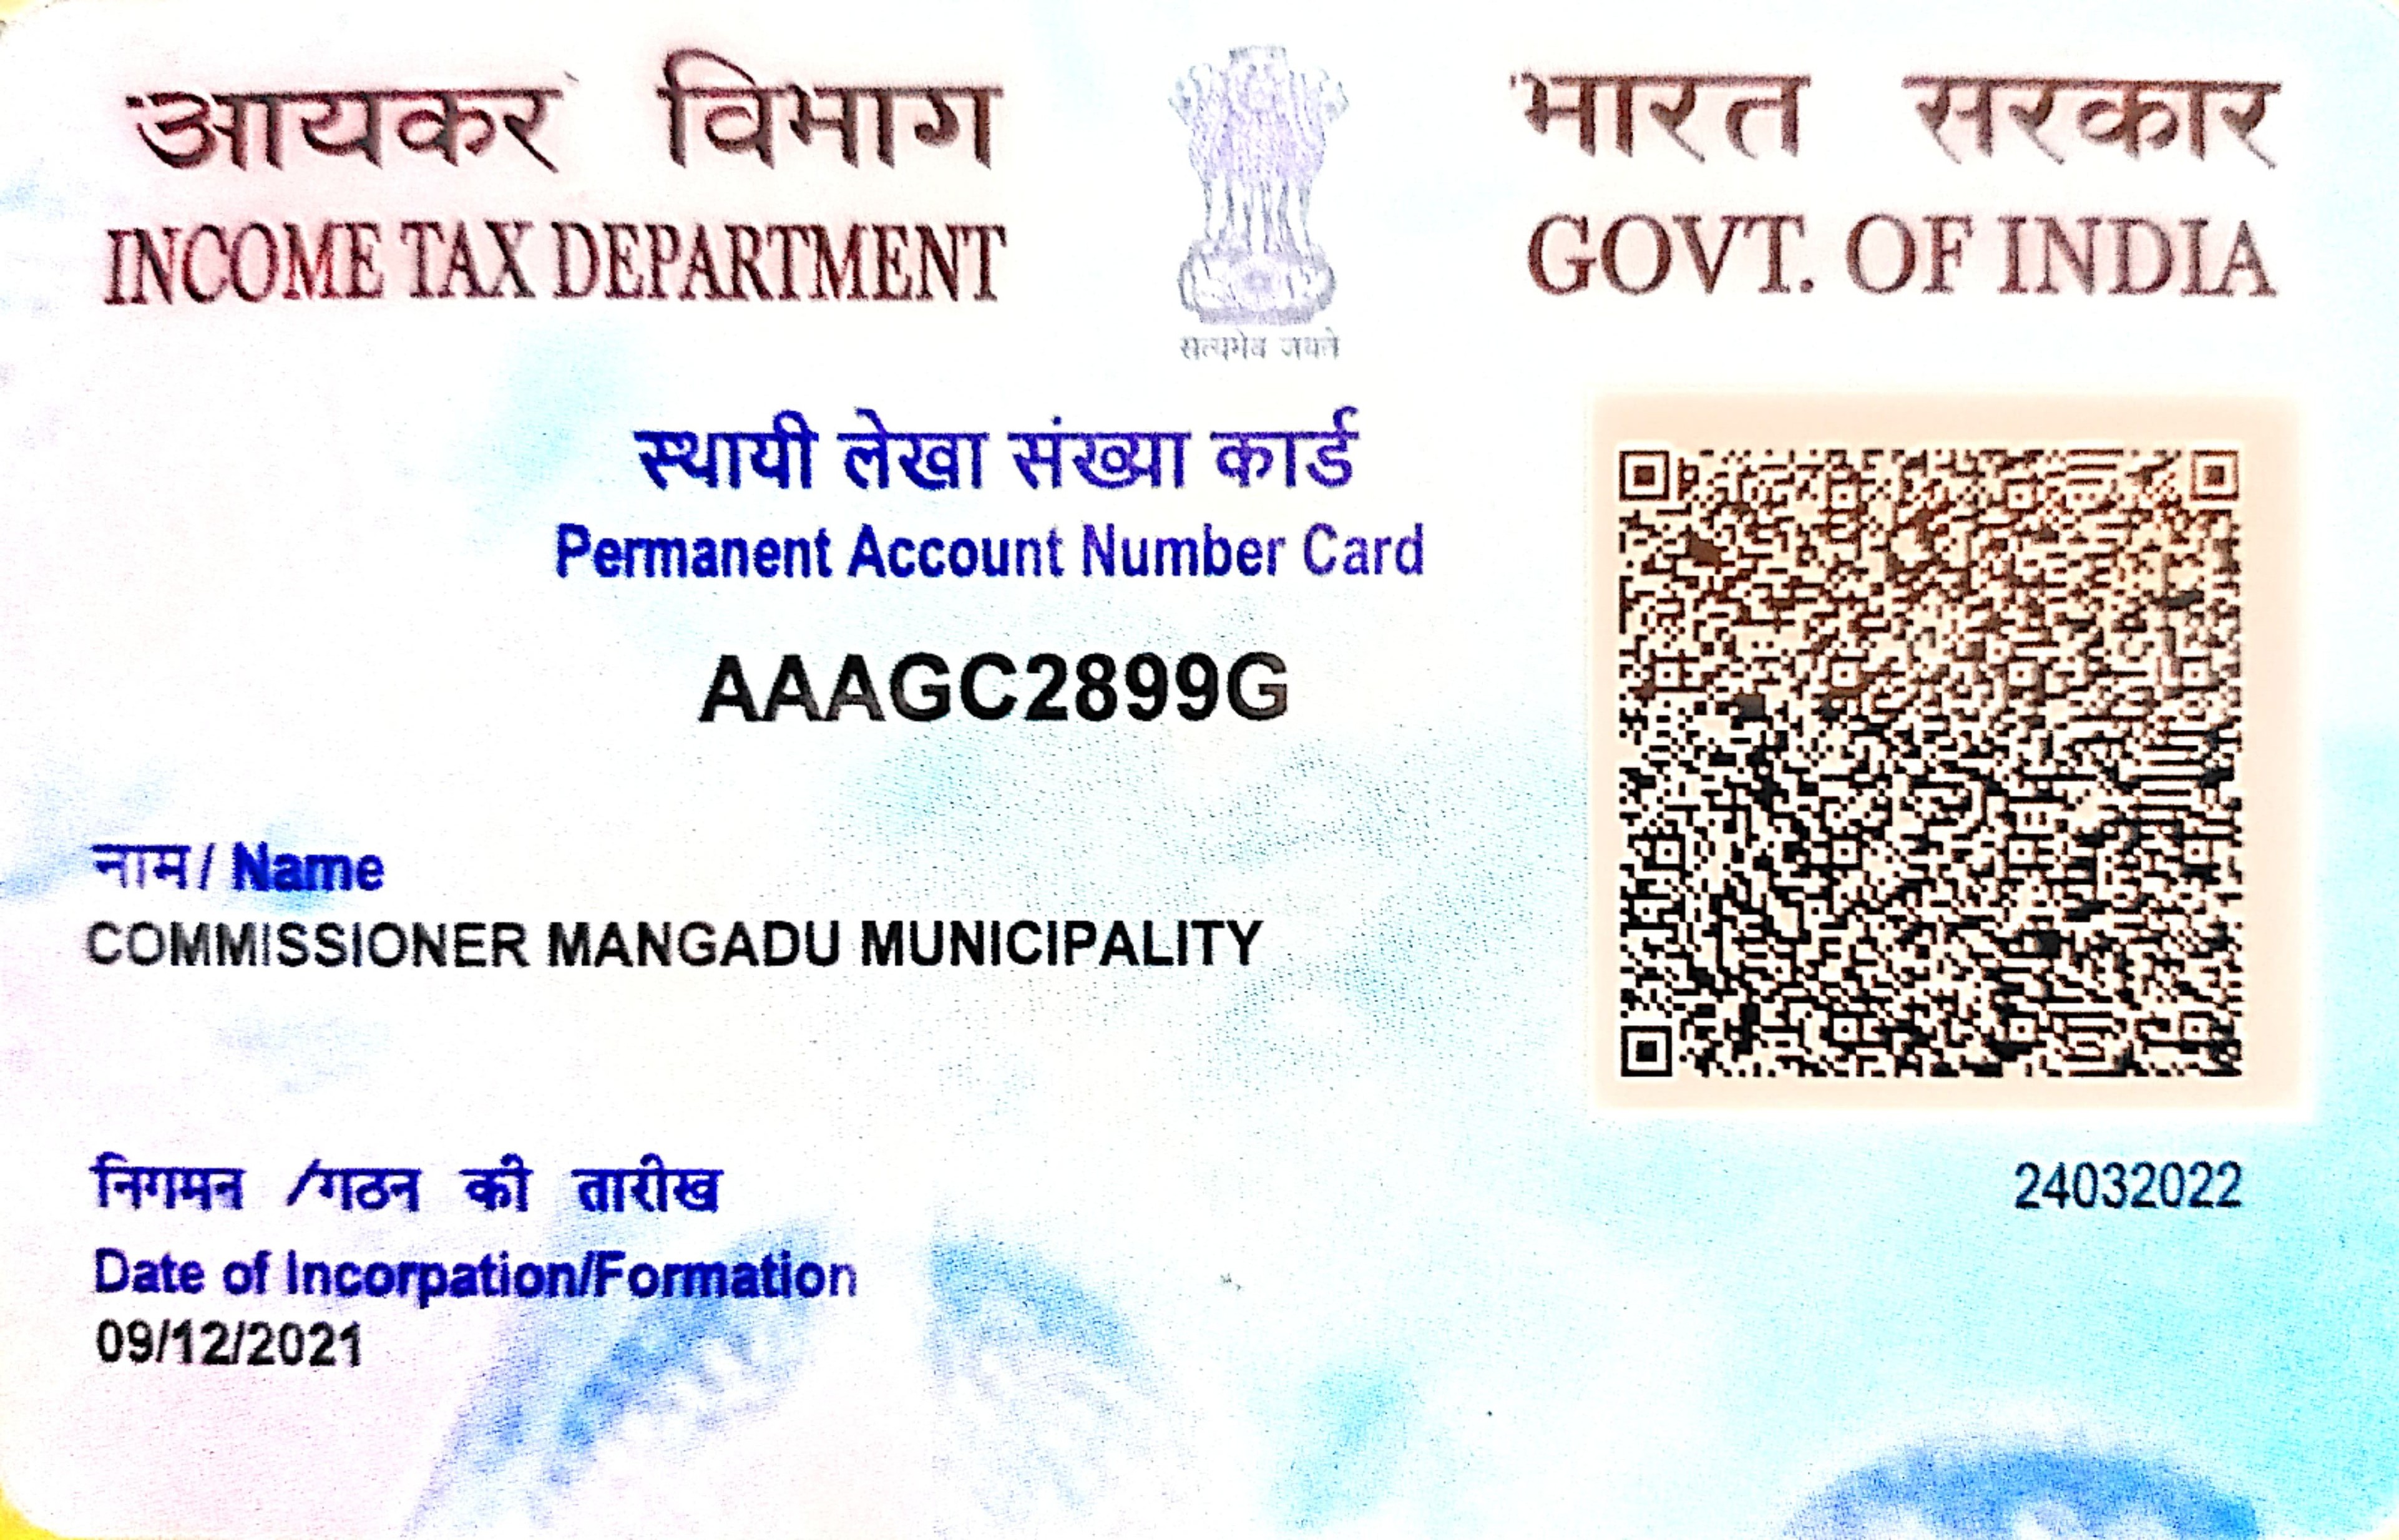 आयकर विभाग
INCOME TAX DEPARTMENT
सत्यमेव जयते
भारत सरकार
GOVT. OF INDIA
स्थायी लेखा संख्या कार्ड
Permanent Account Number Card
AAAGC2899G
नाम / Name
COMMISSIONER MANGADU MUNICIPALITY
निगमन /गठन की तारीख
Date of Incorpation/Formation
09/12/2021
24032022